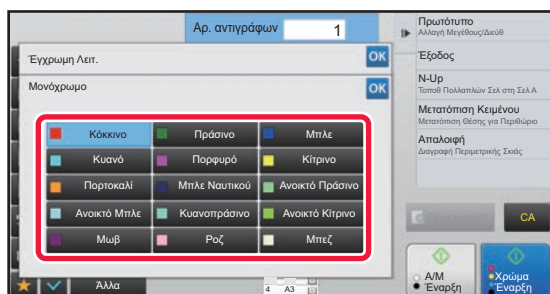 Αρ. αντιγράφων 1
Έγχρωμη Λειτ. OK
Μονόχρωμο OK
Κόκκινο Πράσινο Μπλε
Κυανό Πορφυρό Κίτρινο
Πορτοκαλί Μπλε Ναυτικού Ανοικτό Πράσινο
Ανοικτό Μπλε Κυανοπράσινο Ανοικτό Κίτρινο
Μωβ Ροζ Μπεζ
Άλλα
4 A3
Πρωτότυπο
Αλλαγή Μεγέθους/Διεύθ
Έξοδος
N-Up
Τοποθ Πολλαπλών Σελ στη Σελ Α
Μετατόπιση Κειμένου
Μετατόπιση Θέσης για Περιθώριο
Απαλοιφή
Διαγραφή Περιμετρικής Σκιάς
CA
Α/Μ
Έναρξη
Χρώμα
Έναρξη